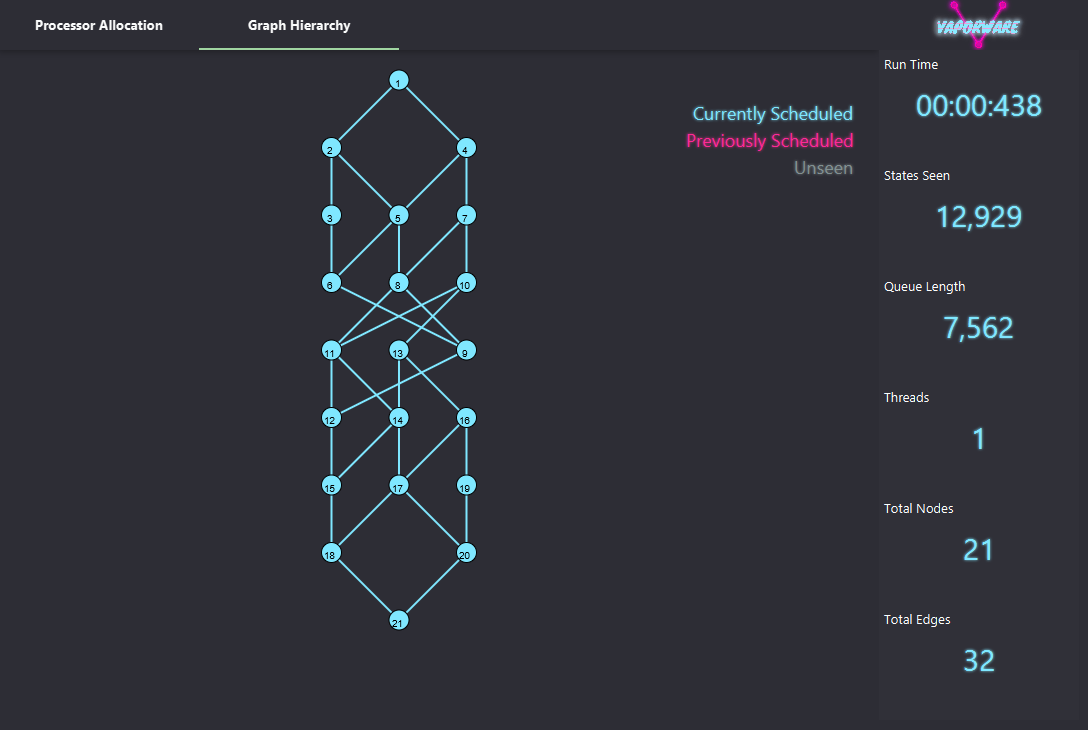 Processor Allocation
Graph Hierarchy
VAPORWARE
Currently Scheduled
Previously Scheduled
Unseen
1
2
4
3
5
7
6
8
10
11
13
9
12
14
16
15
17
19
18
20
21
Run Time
00:00:438
States Seen
12,929
Queue Length
7,562
Threads
1
Total Nodes
21
Total Edges
32